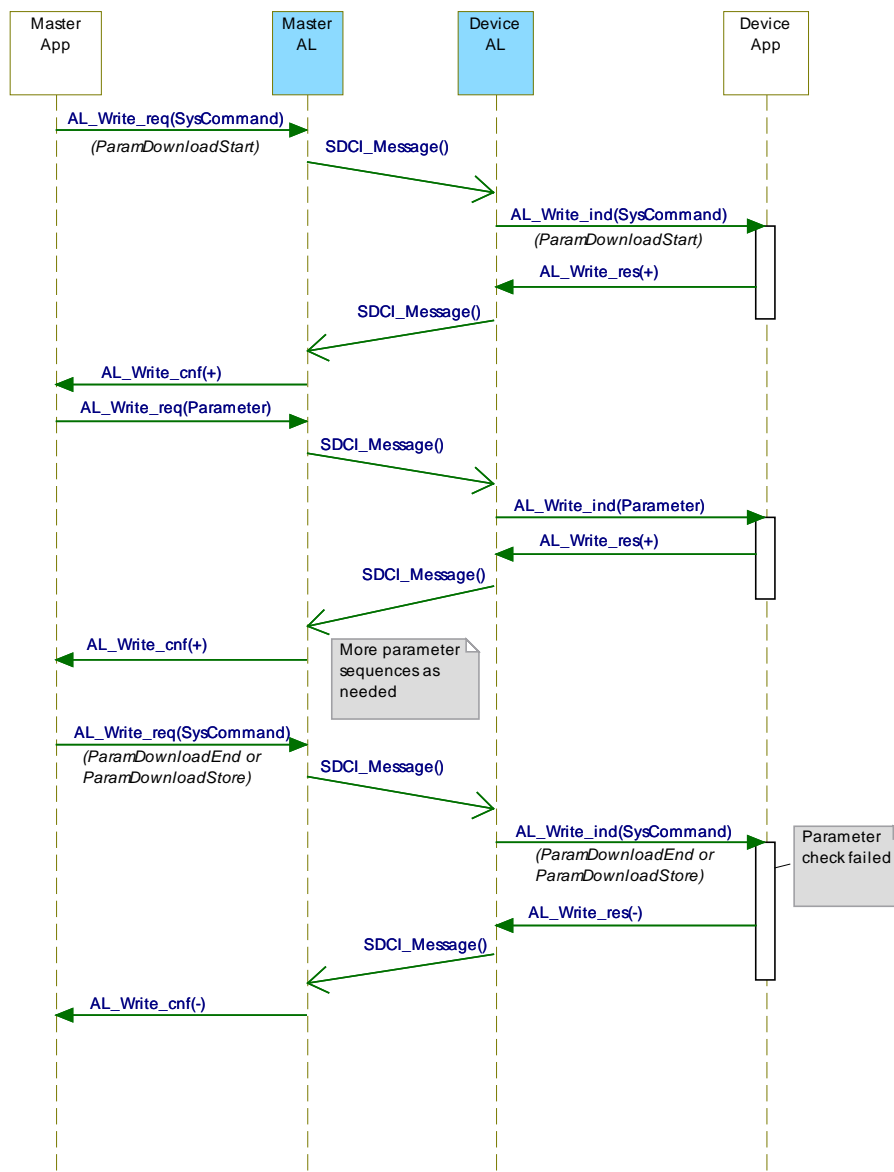 Master
App
Master
AL
Device
AL
Device
App
AL_Write_req(SysCommand)
(ParamDownloadStart)
SDCI_Message()
AL_Write_ind(SysCommand)
(ParamDownloadStart)
AL_Write_res(+)
SDCI_Message()
AL_Write_cnf(+)
AL_Write_req(Parameter)
SDCI_Message()
AL_Write_ind(Parameter)
AL_Write_res(+)
SDCI_Message()
AL_Write_cnf(+)
More parameter
sequences as
needed
AL_Write_req(SysCommand)
(ParamDownloadEnd or
ParamDownloadStore)
SDCI_Message()
AL_Write_ind(SysCommand)
(ParamDownloadEnd or
ParamDownloadStore)
Parameter
check failed
AL_Write_res(-)
SDCI_Message()
AL_Write_cnf(-)